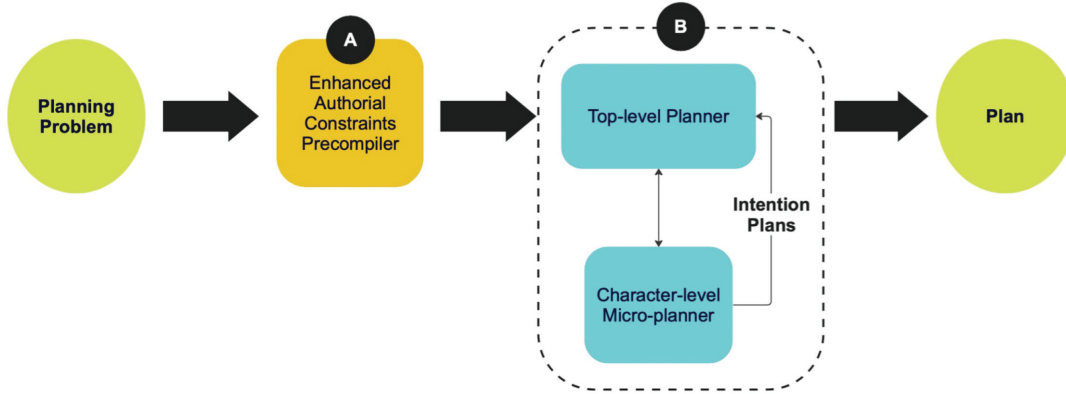 A
B
Planning
Problem
Enhanced
Authorial
Constraints
Precompiler
Top-level Planner
Intention
Plans
Character-level
Micro-planner
Plan